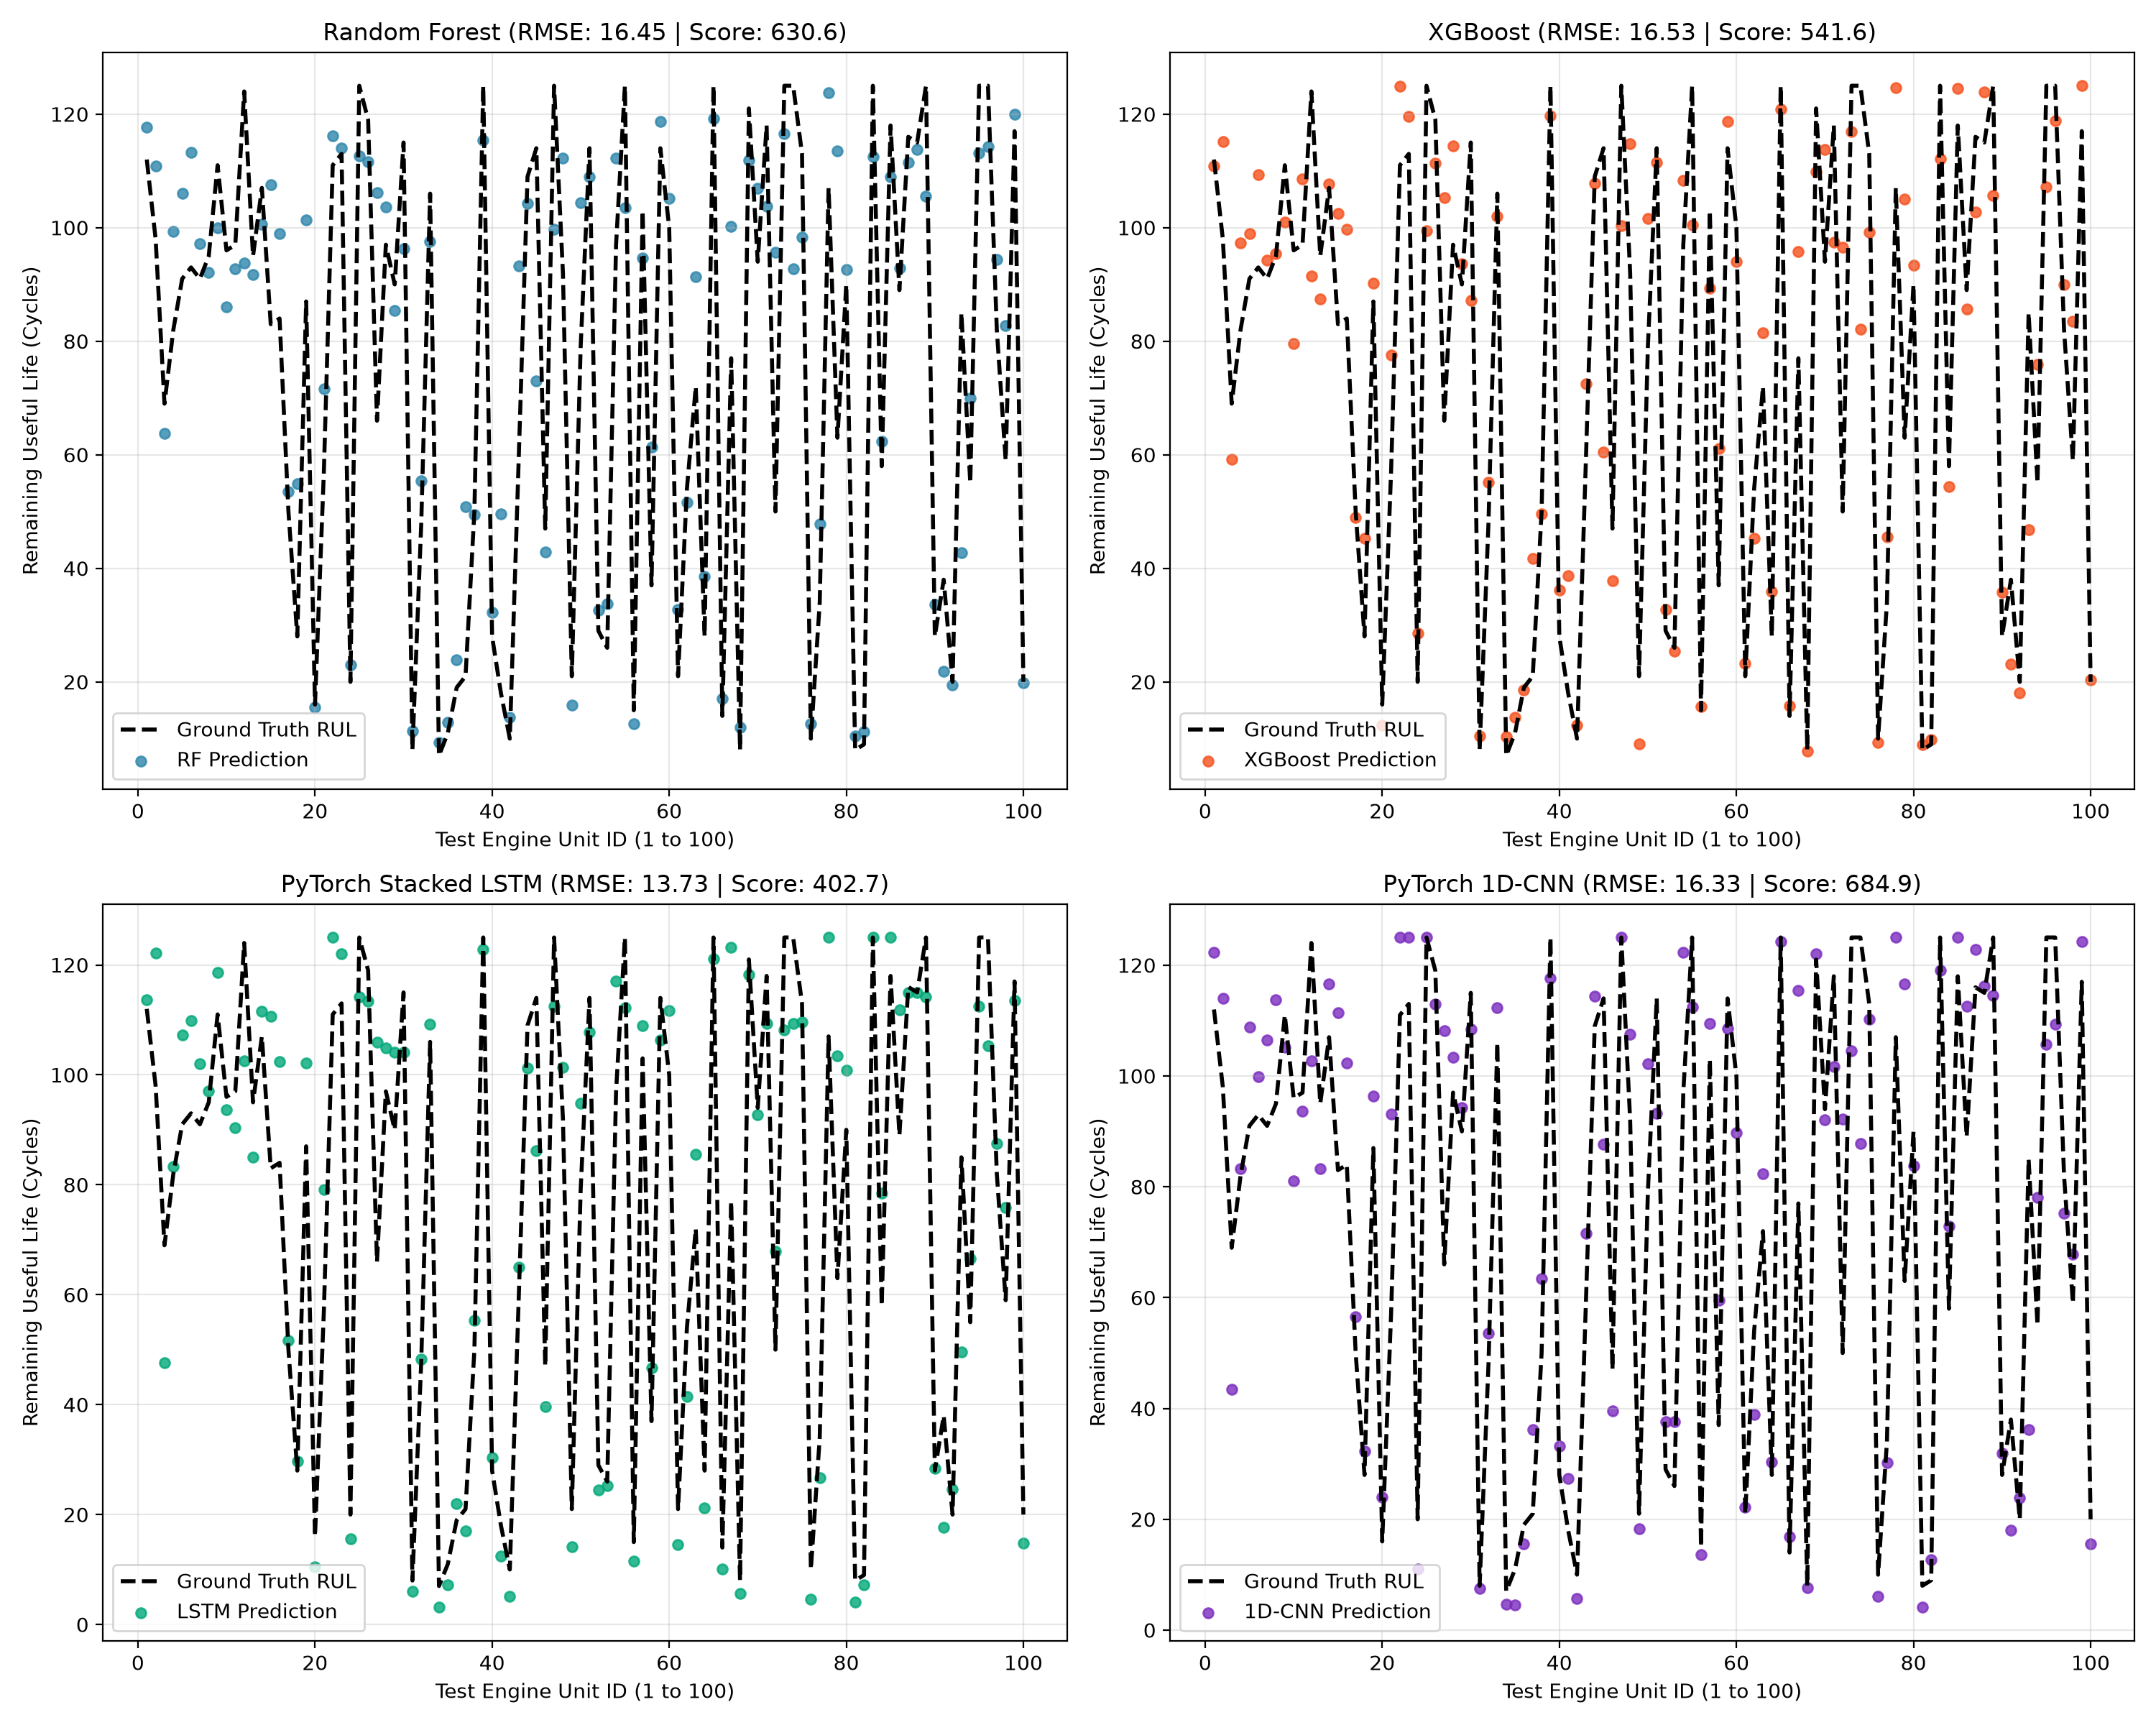 Random Forest (RMSE: 16.45 | Score: 630.6)
Remaining Useful Life (Cycles)
120
100
80
60
40
20
Ground Truth RUL
RF Prediction
0 20 40 60 80 100
Test Engine Unit ID (1 to 100)
XGBoost (RMSE: 16.53 | Score: 541.6)
Remaining Useful Life (Cycles)
120
100
80
60
40
20
Ground Truth RUL
XGBoost Prediction
0 20 40 60 80 100
Test Engine Unit ID (1 to 100)
PyTorch Stacked LSTM (RMSE: 13.73 | Score: 402.7)
Remaining Useful Life (Cycles)
120
100
80
60
40
20
0
Ground Truth RUL
LSTM Prediction
0 20 40 60 80 100
Test Engine Unit ID (1 to 100)
PyTorch 1D-CNN (RMSE: 16.33 | Score: 684.9)
Remaining Useful Life (Cycles)
120
100
80
60
40
20
0
Ground Truth RUL
1D-CNN Prediction
0 20 40 60 80 100
Test Engine Unit ID (1 to 100)